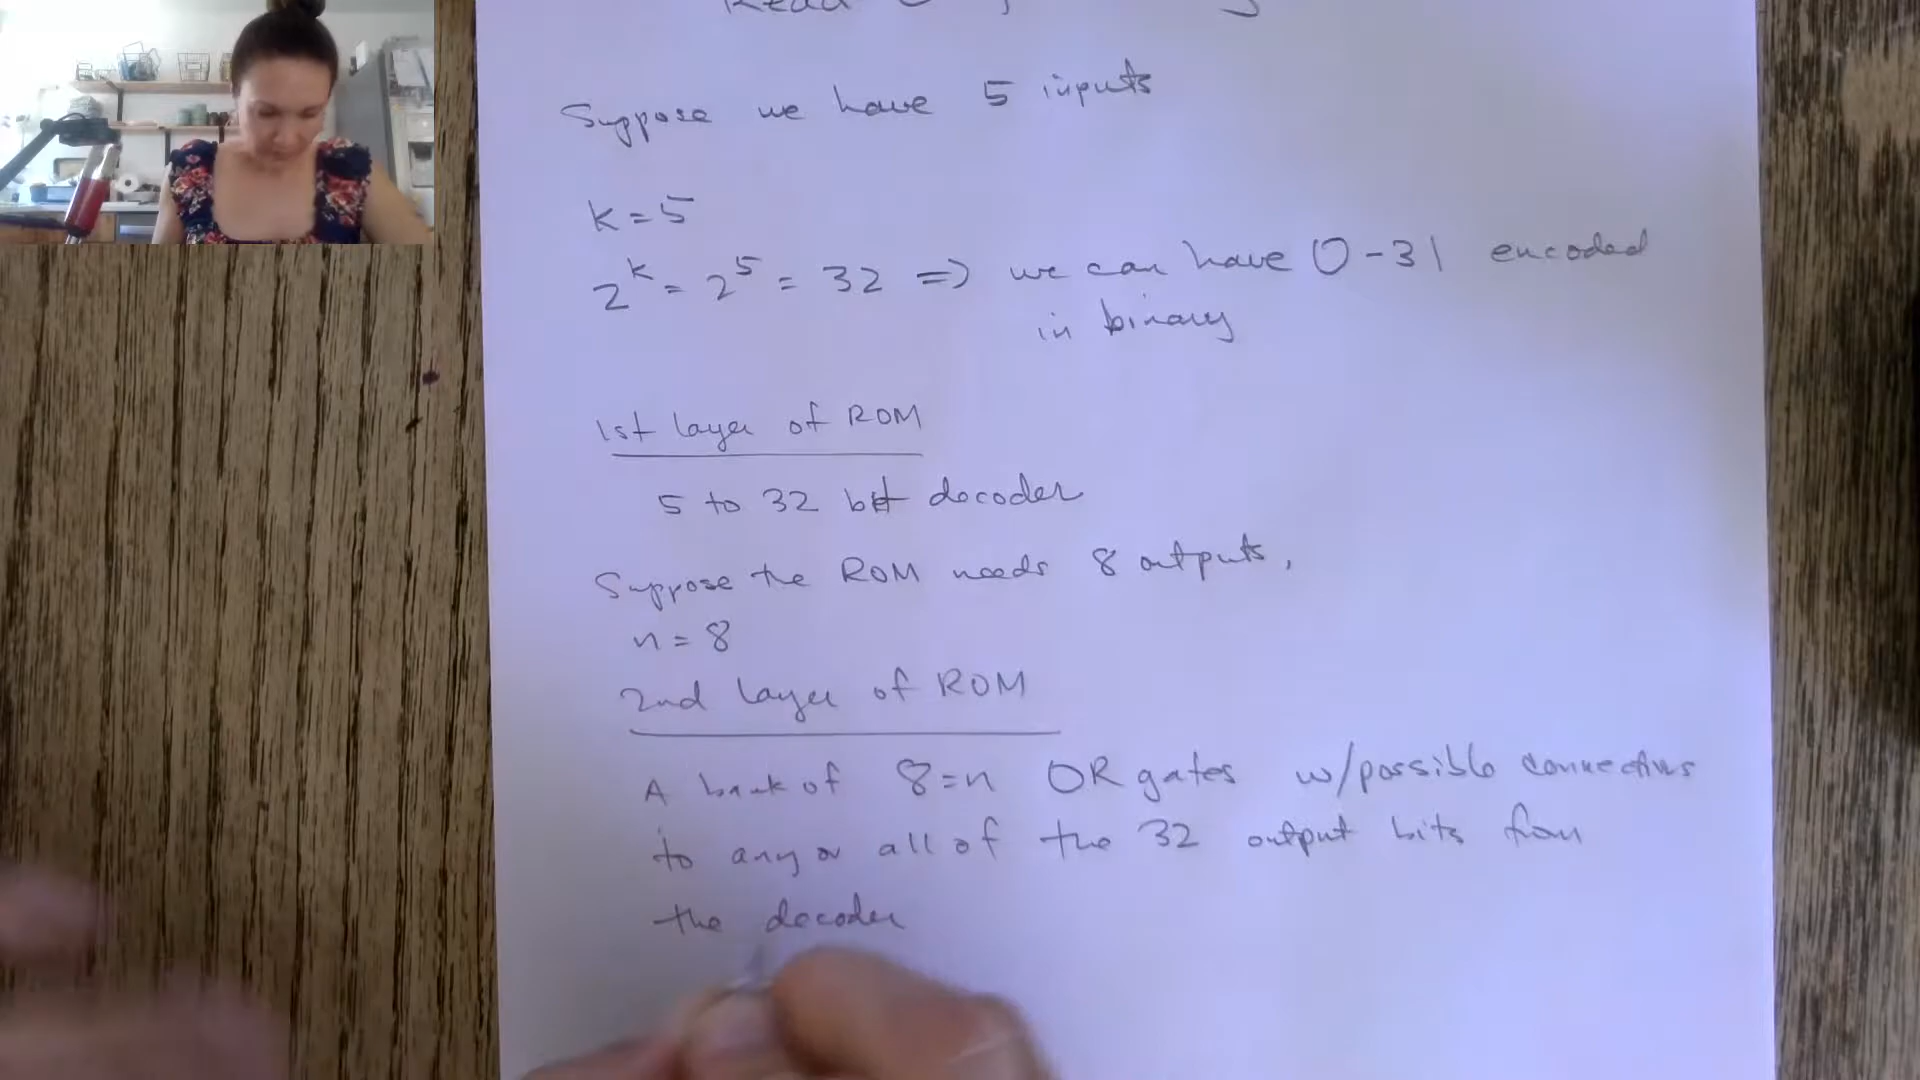 Read
Suppose we have 5 inputs
k = 5
2^k = 2^5 = 32 => we can have 0-31 encoded
in binary
1st layer of ROM
5 to 32 bit decoder
Suppose the ROM needs 8 outputs,
n = 8
2nd layer of ROM
A bank of 8=n OR gates w/possible connections
to any or all of the 32 output bits from
the decoder